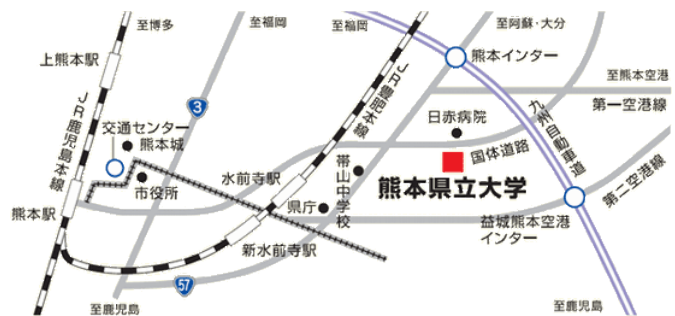 至博多
至福岡
至福岡
至阿蘇・大分
上熊本駅
熊本インター
至熊本空港
第一空港線
3
JR豊肥本線
JR鹿児島本線
交通センター
熊本城
日赤病院
九州自動車道
国体道路
帯山中学校
水前寺駅
市役所
熊本県立大学
第二空港線
熊本駅
県庁
益城熊本空港
インター
新水前寺駅
57
至鹿児島
至鹿児島